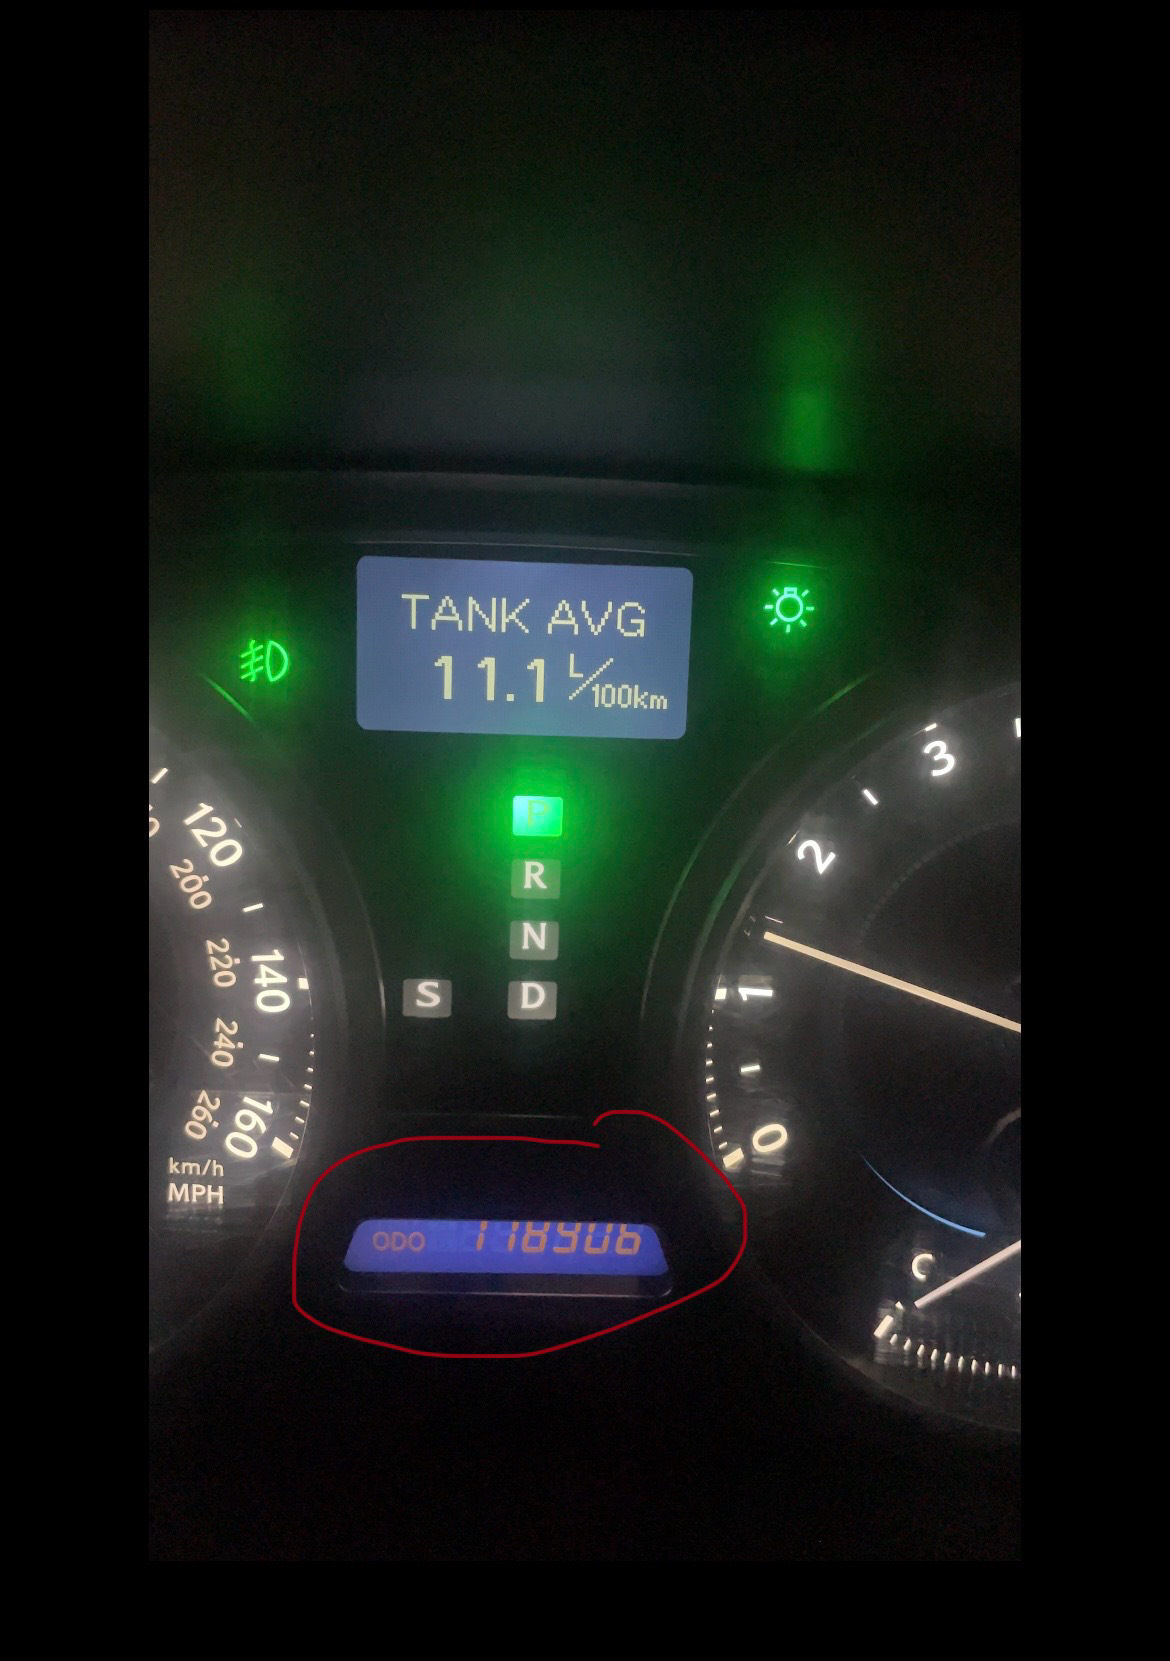 TANK AVG
11.1 L/100km
P
R
N
S D
120
200
220
140
240
260
160
km/h
MPH
3
2
1
0
C
ODO 118906